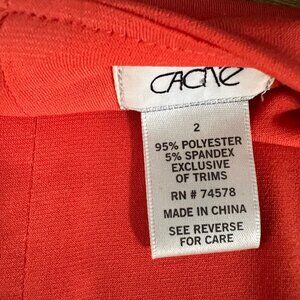 CACHE
2
95% POLYESTER
5% SPANDEX
EXCLUSIVE
OF TRIMS
RN # 74578
MADE IN CHINA
SEE REVERSE
FOR CARE